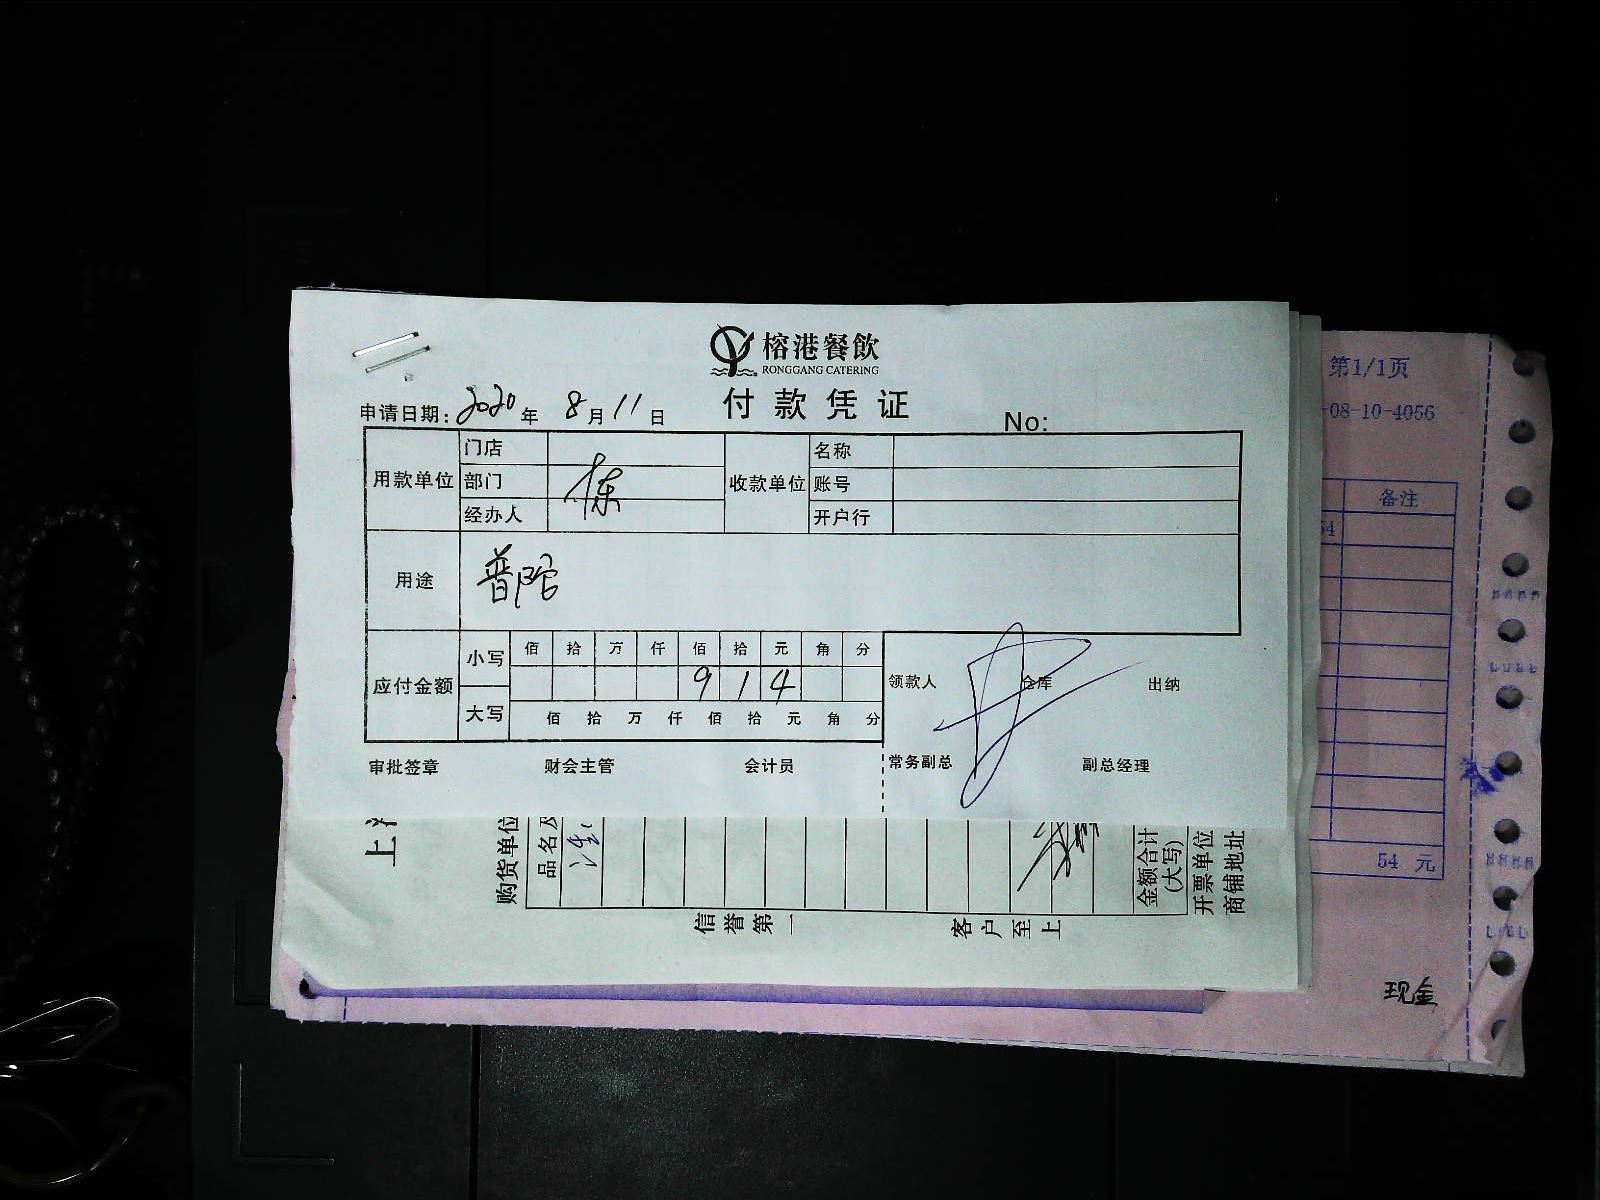 榕港餐飲
RONGGANG CATERING
付款凭证
申请日期: 2020 年 8 月 11 日
No:
用款单位 门店 收款单位 名称
部门 栋 账号
经办人 开户行
用途 普陀
应付金额 小写 佰 拾 万 仟 佰 拾 元 角 分
9 1 4
大写 佰 拾 万 仟 佰 拾 元 角 分
领款人 仓库 出纳
审批签章 财会主管 会计员 常务副总 副总经理
上
购货单位
品名及
金额合计
(大写)
开票单位
商铺地址
信誉第一
客户至上
第1/1页
-08-10-4056
备注
54
54 元
现金